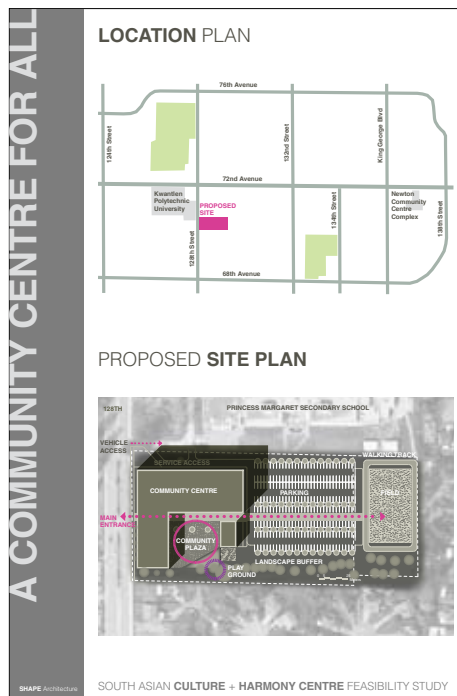 A COMMUNITY CENTRE FOR ALL
LOCATION PLAN
76th Avenue
124th Street
132nd Street
King George Blvd
72nd Avenue
Kwantlen
Polytechnic
University
PROPOSED
SITE
128th Street
134th Street
Newton
Community
Centre
Complex
138th Street
68th Avenue
PROPOSED SITE PLAN
128TH
PRINCESS MARGARET SECONDARY SCHOOL
VEHICLE
ACCESS
WALKING TRACK
SERVICE ACCESS
COMMUNITY CENTRE
PARKING
FIELD
MAIN
ENTRANCE
COMMUNITY
PLAZA
PLAY
GROUND
LANDSCAPE BUFFER
SHAPE Architecture
SOUTH ASIAN CULTURE + HARMONY CENTRE FEASIBILITY STUDY